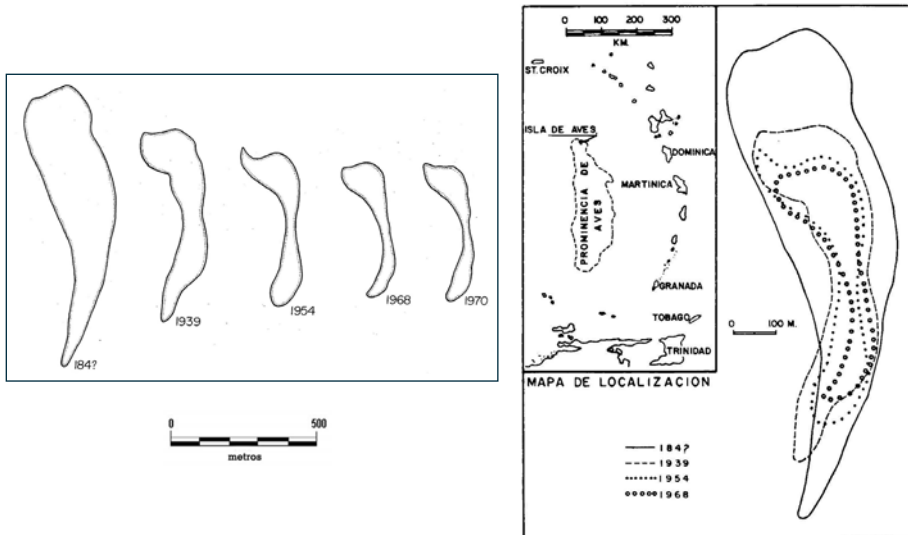 184?
1939
1954
1968
1970
0 500
metros
0 100 200 300
KM.
ST. CROIX
ISLA DE AVES
DOMINICA
MARTINICA
PROMINENCIA DE
AVES
GRANADA
TOBAGO
TRINIDAD
MAPA DE LOCALIZACION
0 100 M.
184?
1939
1954
1968